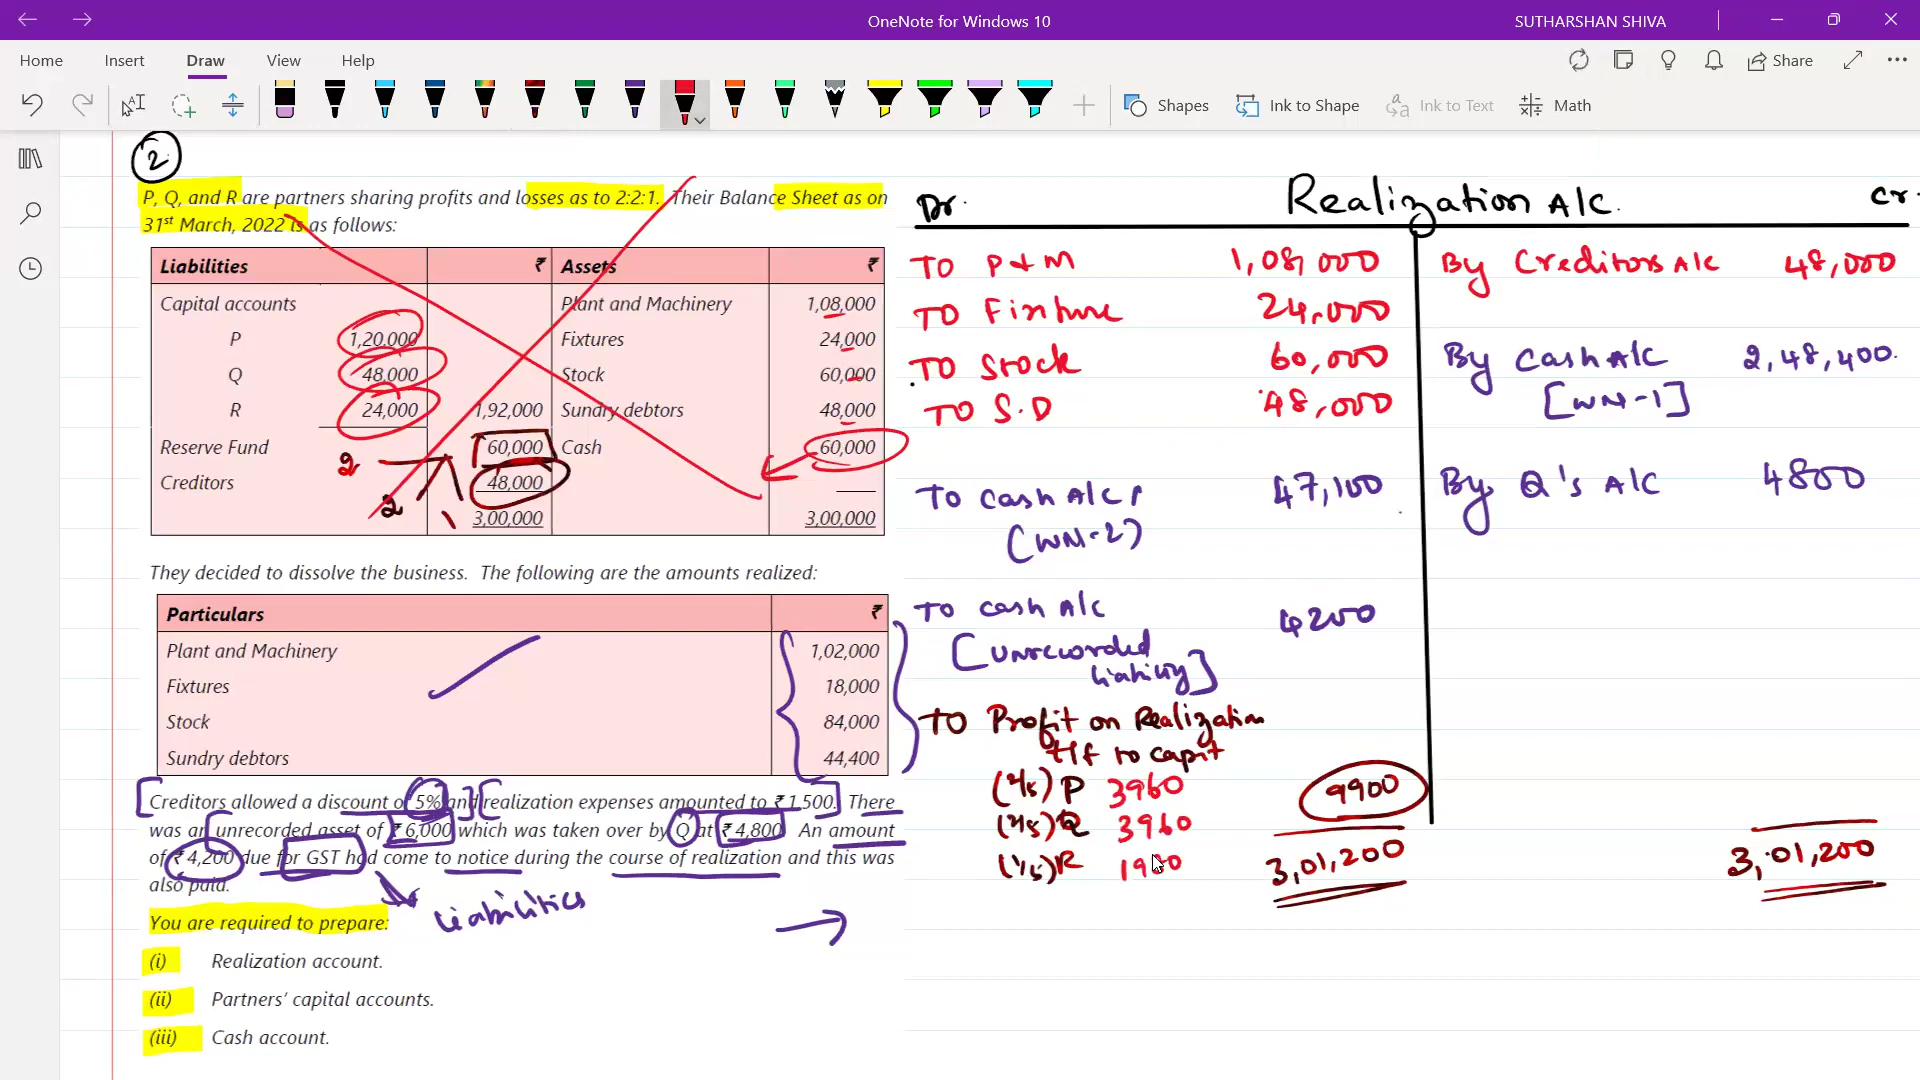 OneNote for Windows 10
SUTHARSHAN SHIVA
Home Insert Draw View Help
Share
Shapes Ink to Shape Ink to Text Math
2
P, Q, and R are partners sharing profits and losses as to 2:2:1. Their Balance Sheet as on
31st March, 2022 is as follows:
Liabilities ₹ Assets ₹
Capital accounts Plant and Machinery 1,08,000
P 1,20,000 Fixtures 24,000
Q 48,000 Stock 60,000
R 24,000 1,92,000 Sundry debtors 48,000
Reserve Fund 60,000 Cash 60,000
Creditors 48,000
3,00,000 3,00,000
2
2
1
They decided to dissolve the business. The following are the amounts realized:
Particulars ₹
Plant and Machinery 1,02,000
Fixtures 18,000
Stock 84,000
Sundry debtors 44,400
Creditors allowed a discount of 5% and realization expenses amounted to ₹ 1,500. There
was an unrecorded asset of ₹ 6,000 which was taken over by Q at ₹ 4,800. An amount
of ₹ 4,200 due for GST had come to notice during the course of realization and this was
also paid.
Liabilities
You are required to prepare:
(i) Realization account.
(ii) Partners' capital accounts.
(iii) Cash account.
Dr. Realization A/c. Cr.
TO P+M 1,08,000 By Creditors A/c 48,000
TO Fixture 24,000
TO Stock 60,000 By Cash A/c 2,48,400.
TO S.D 48,000 [WN-1]
To Cash A/c 47,100 By Q's A/c 4800
(WN-2)
To Cash A/c 4200
[Unrecorded
liability]
TO Profit on Realization
t/f to capit
(2/5) P 3960 9900
(2/5) Q 3960
(1/5) R 1980 3,01,200 3,01,200